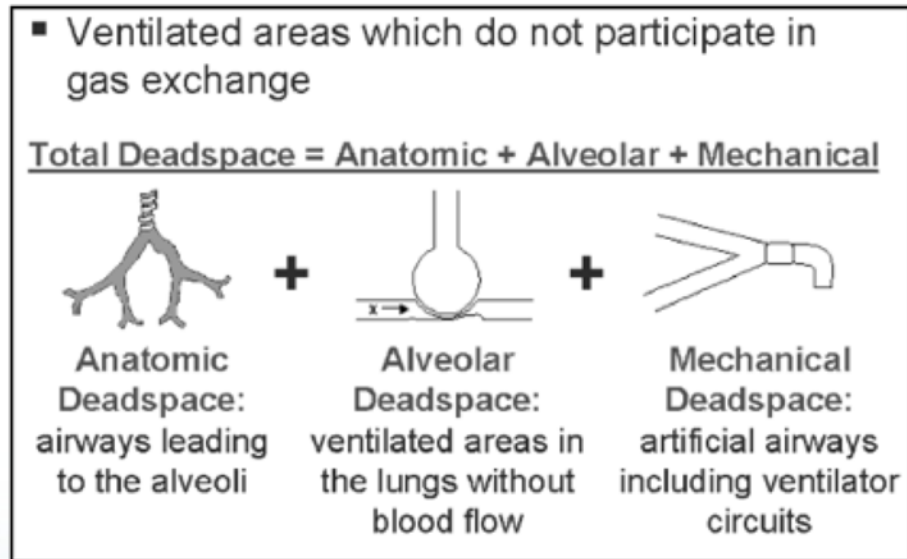 ▪ Ventilated areas which do not participate in
gas exchange
Total Deadspace = Anatomic + Alveolar + Mechanical
+
+
x
Anatomic
Deadspace:
airways leading
to the alveoli
Alveolar
Deadspace:
ventilated areas in
the lungs without
blood flow
Mechanical
Deadspace:
artificial airways
including ventilator
circuits